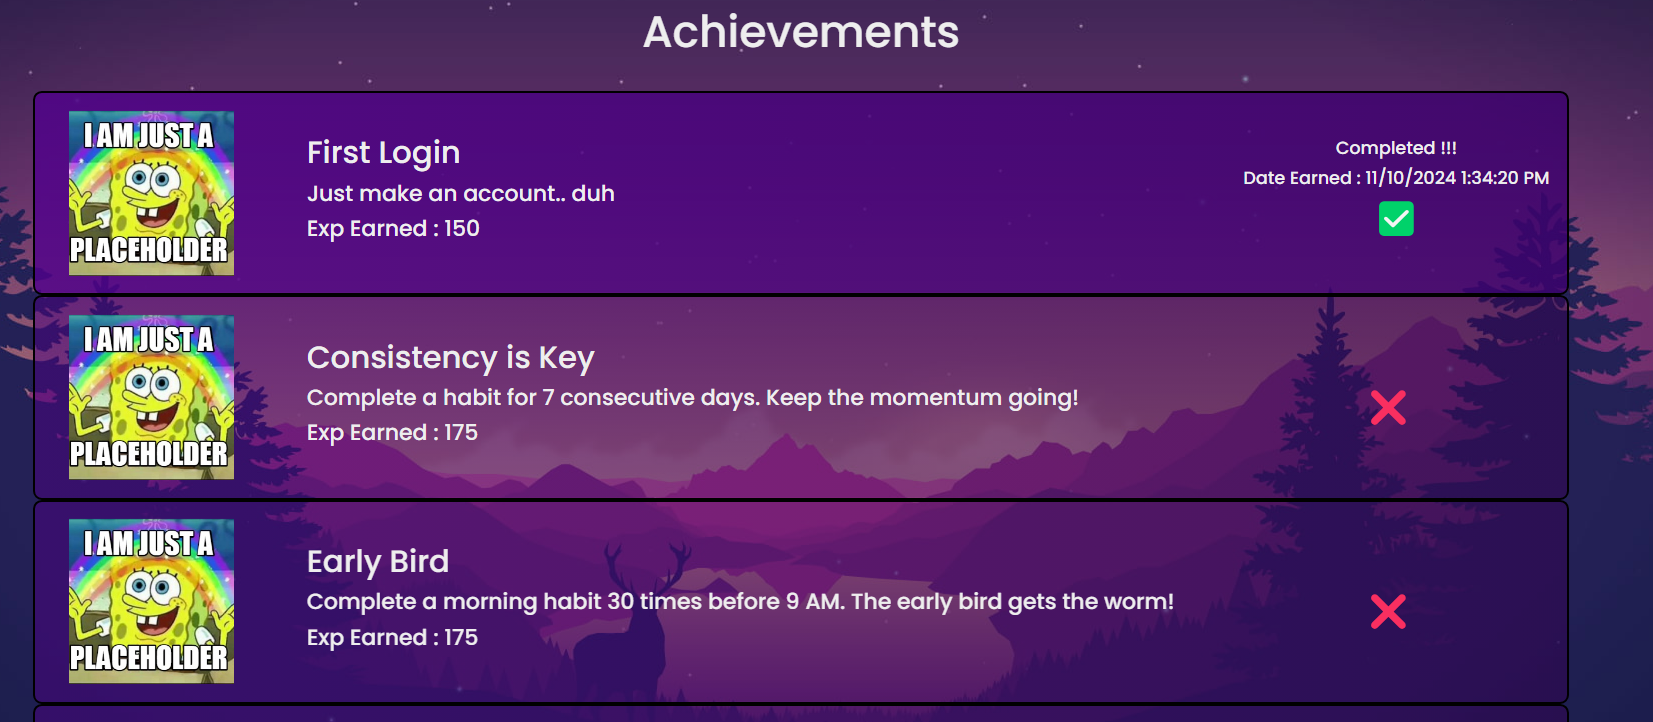 Achievements
I AM JUST A
PLACEHOLDER
First Login
Just make an account.. duh
Exp Earned : 150
Completed !!!
Date Earned : 11/10/2024 1:34:20 PM
I AM JUST A
PLACEHOLDER
Consistency is Key
Complete a habit for 7 consecutive days. Keep the momentum going!
Exp Earned : 175
I AM JUST A
PLACEHOLDER
Early Bird
Complete a morning habit 30 times before 9 AM. The early bird gets the worm!
Exp Earned : 175